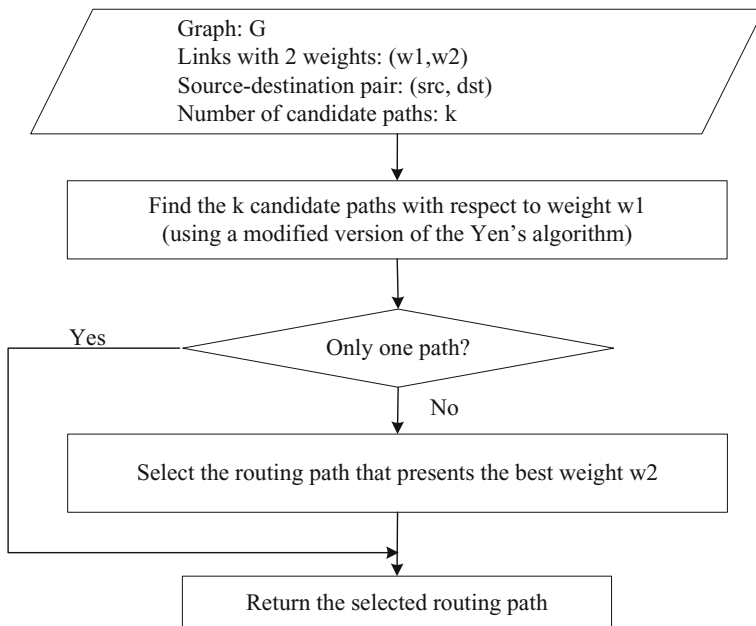 Graph: G
Links with 2 weights: (w1,w2)
Source-destination pair: (src, dst)
Number of candidate paths: k
Find the k candidate paths with respect to weight w1
(using a modified version of the Yen’s algorithm)
Yes
Only one path?
No
Select the routing path that presents the best weight w2
Return the selected routing path